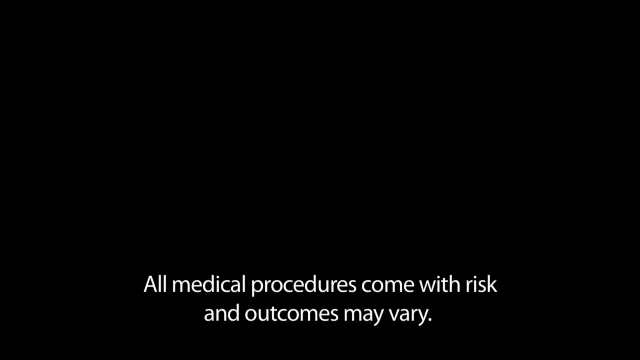 All medical procedures come with risk
and outcomes may vary.